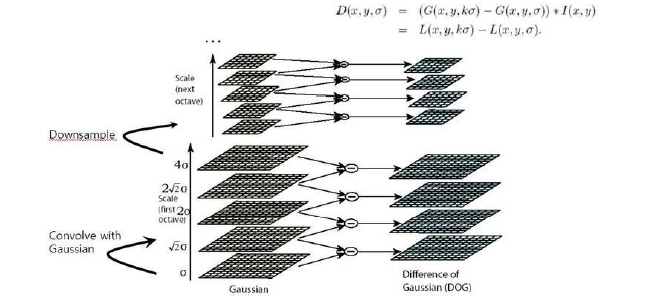 D(x, y, σ) = (G(x, y, kσ) − G(x, y, σ)) ∗ I(x, y)
= L(x, y, kσ) − L(x, y, σ).
...
Scale
(next
octave)
Downsample
4σ
2√2σ
Scale
(first
octave)
2σ
Convolve with
Gaussian
√2σ
σ
Gaussian
Difference of
Gaussian (DOG)